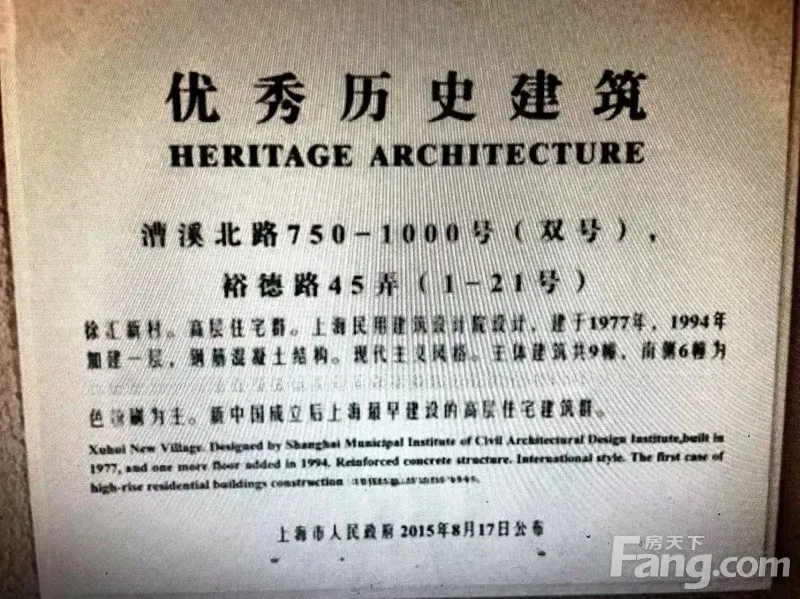 优秀历史建筑
HERITAGE ARCHITECTURE
漕溪北路750-1000号(双号),
裕德路45弄(1-21号)
徐汇新村。高层住宅群。上海民用建筑设计院设计,建于1977年,1994年
加建一层,钢筋混凝土结构。现代主义风格。主体建筑共9幢,南侧6幢为
色涂刷为主。新中国成立后上海最早建设的高层住宅建筑群。
Xuhui New Village. Designed by Shanghai Municipal Institute of Civil Architectural Design Institute,built in
1977, and one more floor added in 1994. Reinforced concrete structure. International style. The first case of
high-rise residential buildings construction
上海市人民政府 2015年8月17日公布
房天下
Fang.com